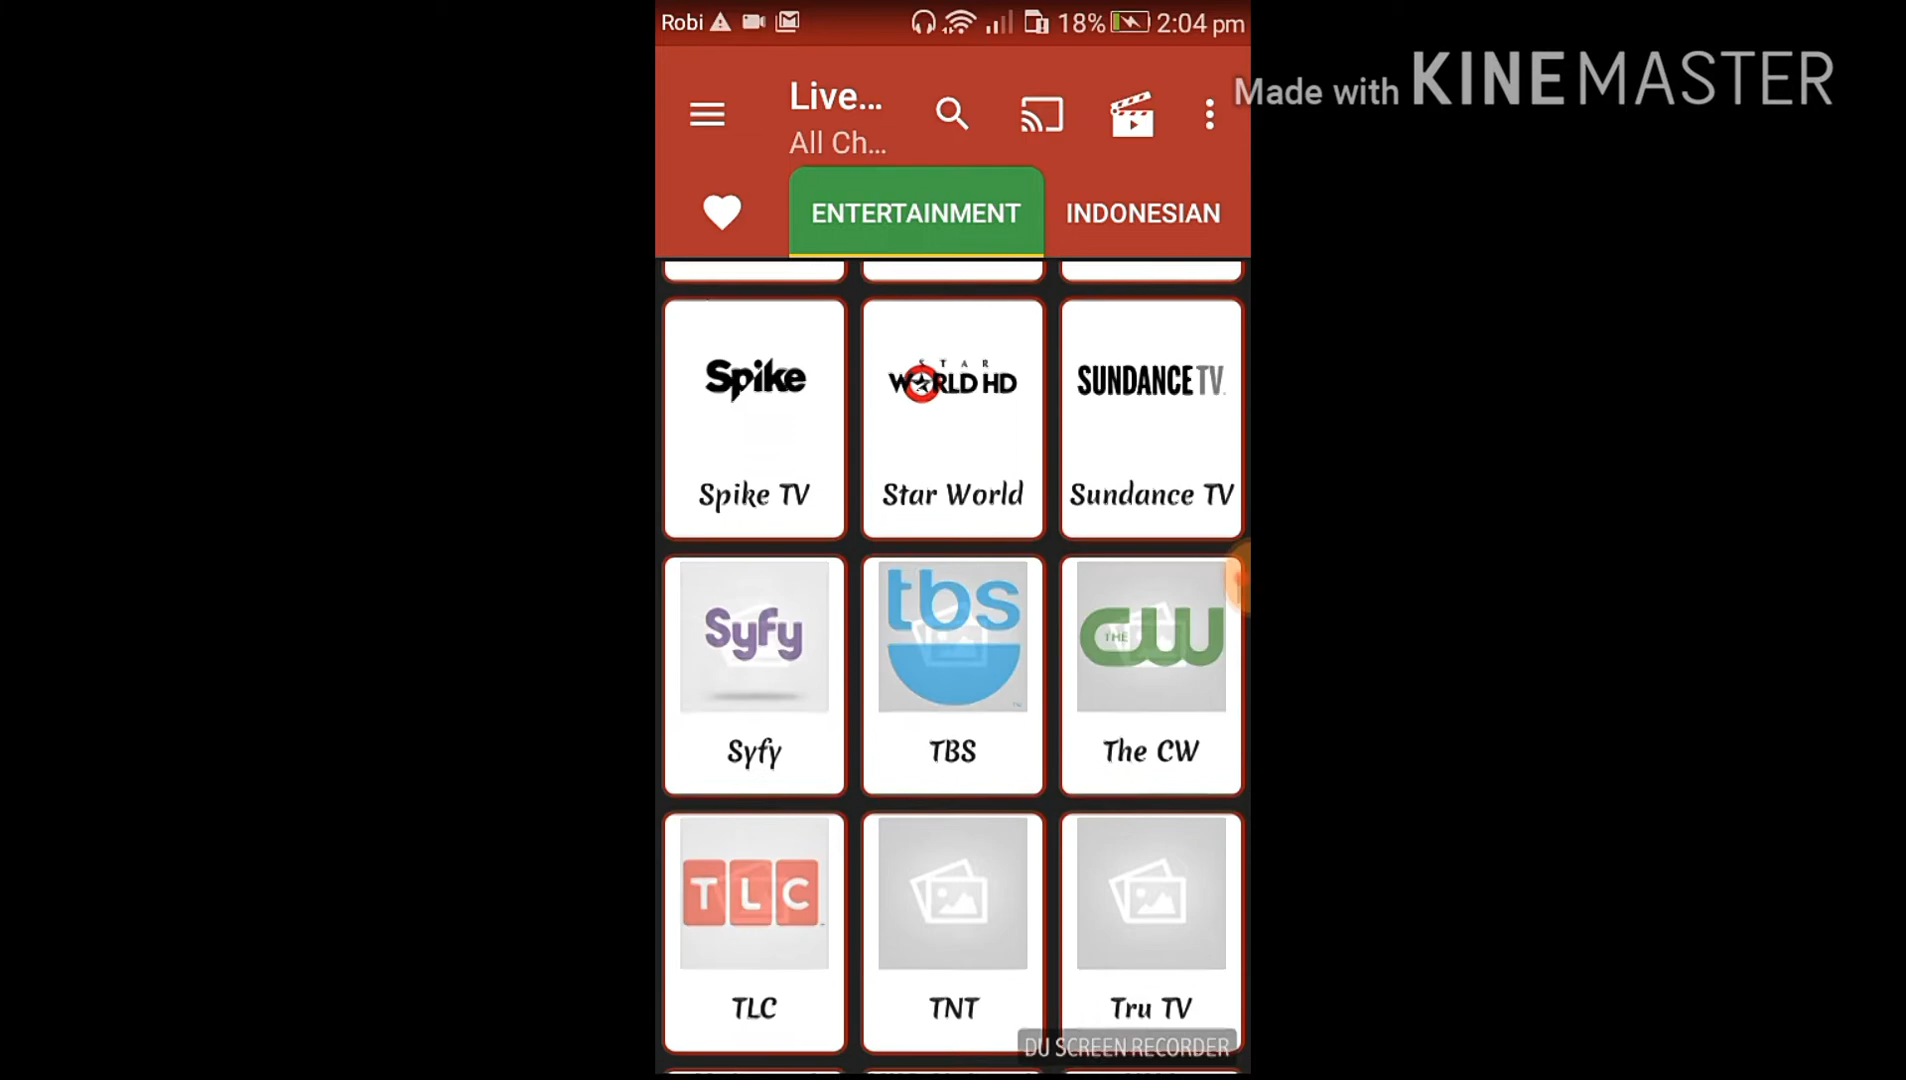 Robi 18% 2:04 pm
Made with KINEMASTER
Live...
All Ch...
ENTERTAINMENT INDONESIAN
Spike STAR WORLD HD SUNDANCE TV
Spike TV Star World Sundance TV
Syfy tbs THE CW
Syfy TBS The CW
TLC
TLC TNT Tru TV
DU SCREEN RECORDER